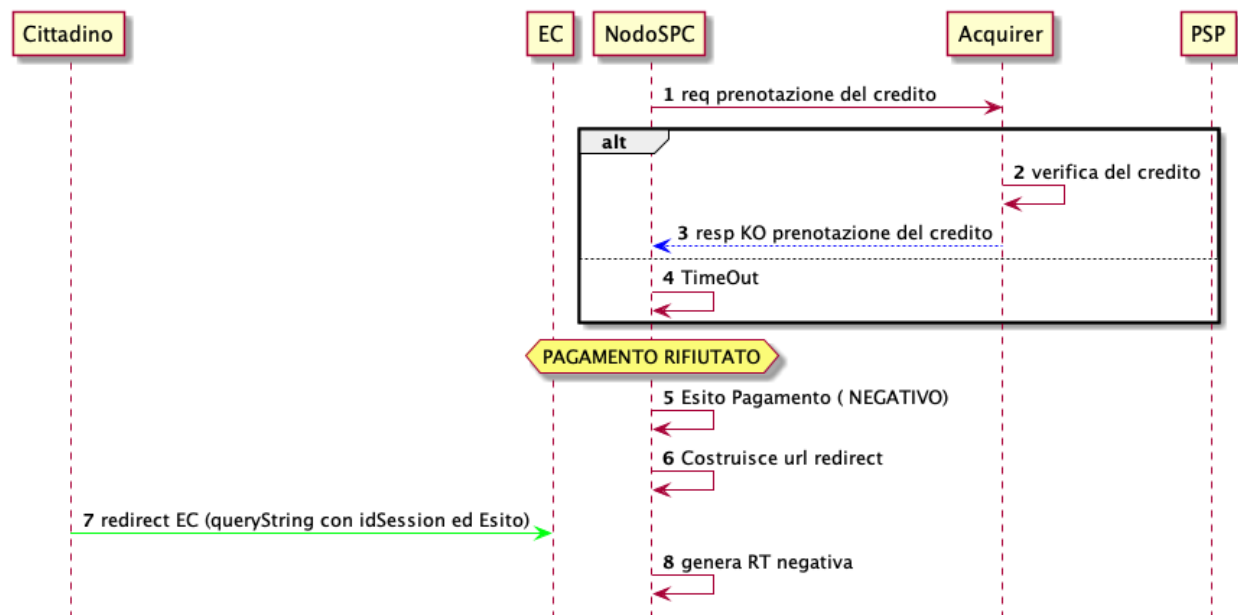 Cittadino
EC
NodoSPC
Acquirer
PSP
1 req prenotazione del credito
alt
2 verifica del credito
3 resp KO prenotazione del credito
4 TimeOut
PAGAMENTO RIFIUTATO
5 Esito Pagamento ( NEGATIVO)
6 Costruisce url redirect
7 redirect EC (queryString con idSession ed Esito)
8 genera RT negativa